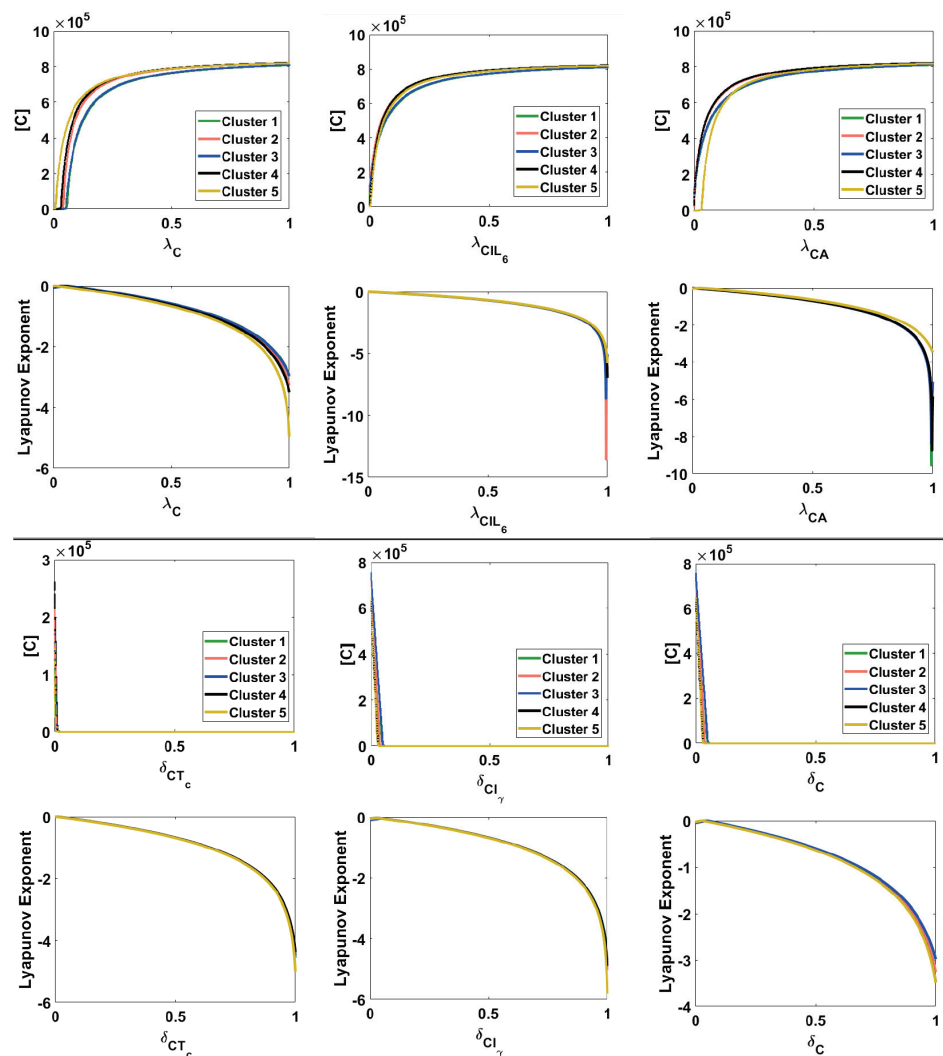 ×10⁵
10
8
6
4
2
0
[C]
Cluster 1
Cluster 2
Cluster 3
Cluster 4
Cluster 5
0 0.5 1
λ_C
×10⁵
10
8
6
4
2
0
[C]
Cluster 1
Cluster 2
Cluster 3
Cluster 4
Cluster 5
0 0.5 1
λ_CIL₆
×10⁵
10
8
6
4
2
0
[C]
Cluster 1
Cluster 2
Cluster 3
Cluster 4
Cluster 5
0 0.5 1
λ_CA
0
-2
-4
-6
Lyapunov Exponent
0 0.5 1
λ_C
0
-5
-10
-15
Lyapunov Exponent
0 0.5 1
λ_CIL₆
0
-2
-4
-6
-8
-10
Lyapunov Exponent
0 0.5 1
λ_CA
×10⁵
3
2
1
0
[C]
Cluster 1
Cluster 2
Cluster 3
Cluster 4
Cluster 5
0 0.5 1
δ_CT_c
×10⁵
8
6
4
2
0
[C]
Cluster 1
Cluster 2
Cluster 3
Cluster 4
Cluster 5
0 0.5 1
δ_CI_γ
×10⁵
8
6
4
2
0
[C]
Cluster 1
Cluster 2
Cluster 3
Cluster 4
Cluster 5
0 0.5 1
δ_C
0
-2
-4
-6
Lyapunov Exponent
0 0.5 1
δ_CT_c
0
-2
-4
-6
Lyapunov Exponent
0 0.5 1
δ_CI_γ
0
-1
-2
-3
-4
Lyapunov Exponent
0 0.5 1
δ_C